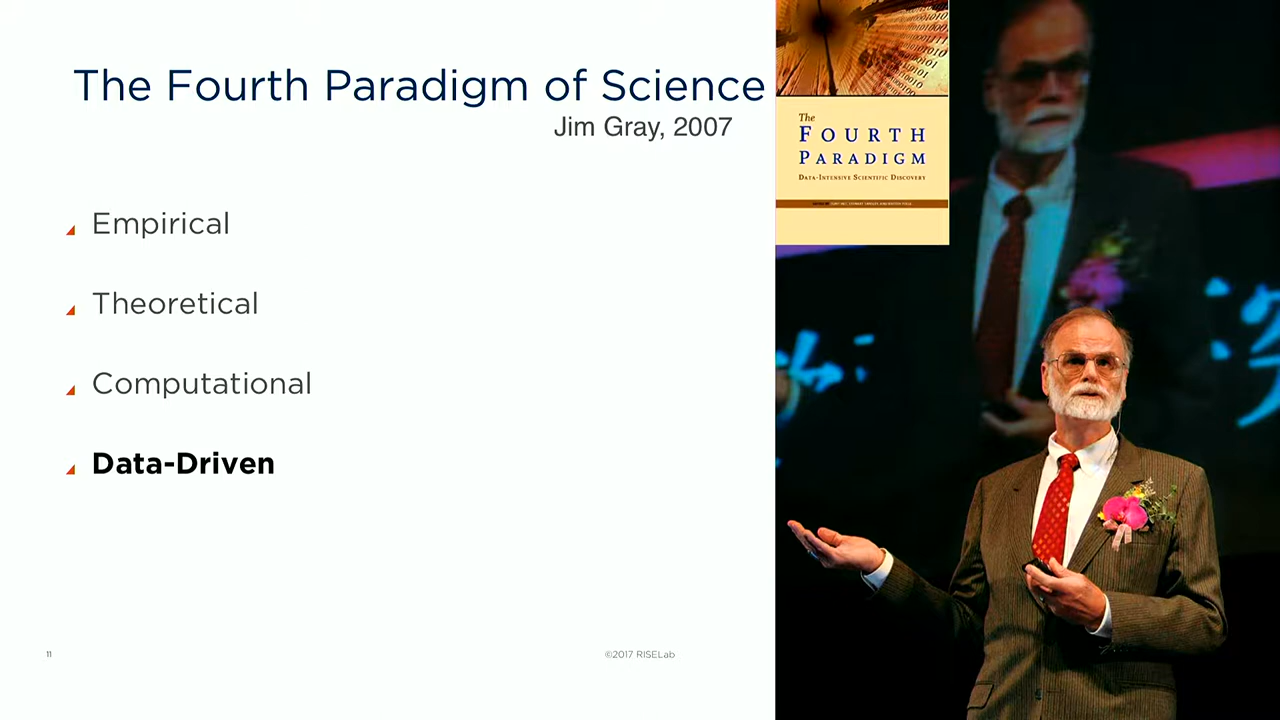 The Fourth Paradigm of Science
Jim Gray, 2007
Empirical
Theoretical
Computational
Data-Driven
11
©2017 RISELab
The
FOURTH
PARADIGM
DATA-INTENSIVE SCIENTIFIC DISCOVERY